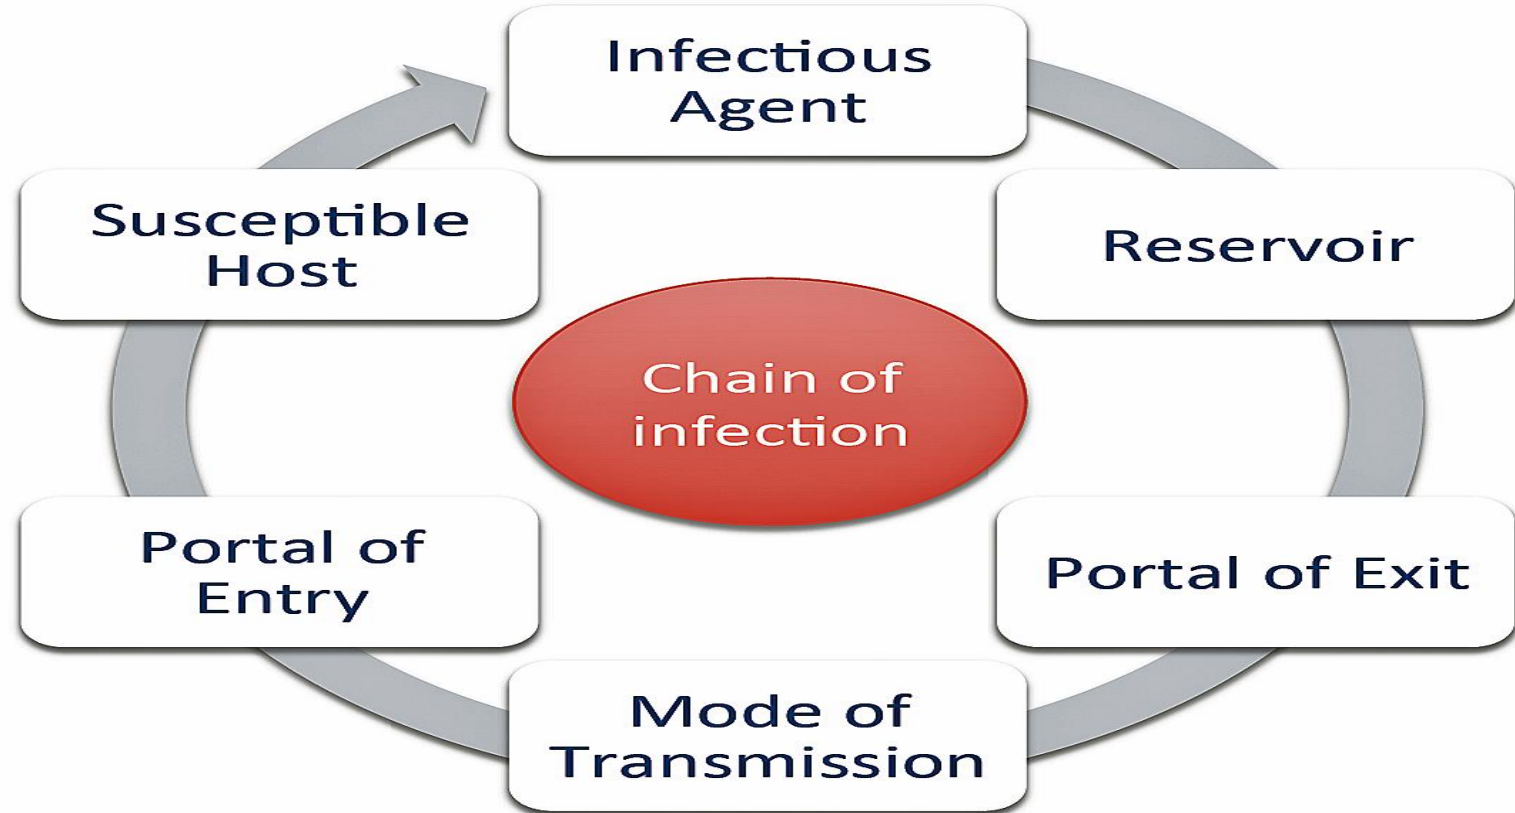 Infectious
Agent
Reservoir
Portal of Exit
Mode of
Transmission
Portal of
Entry
Susceptible
Host
Chain of
infection